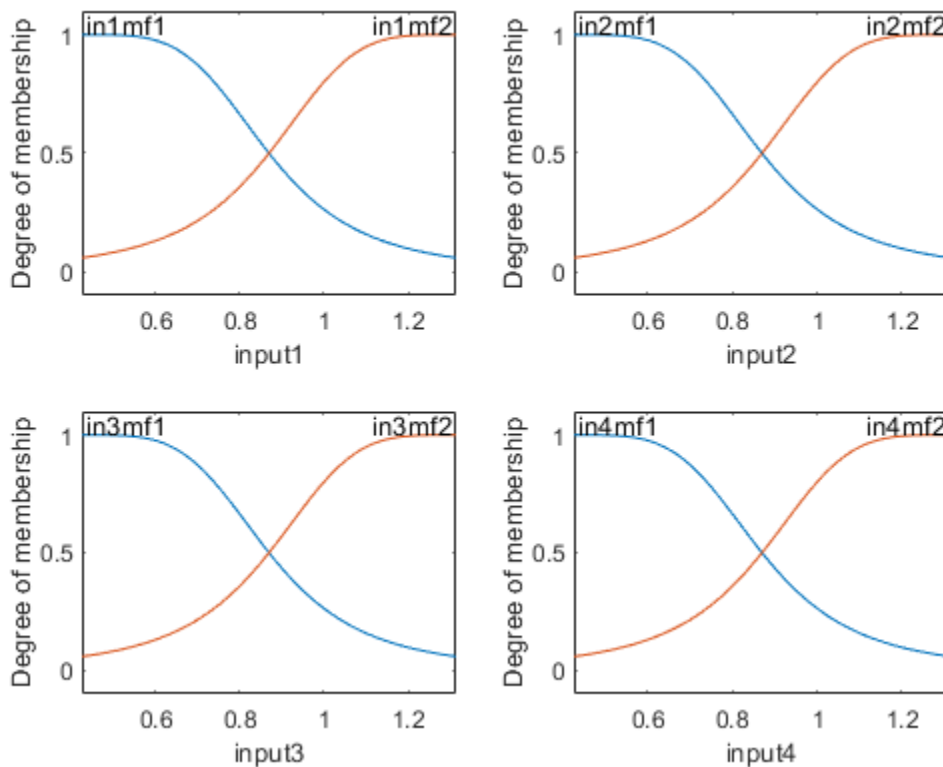 in1mf1 in1mf2
Degree of membership
1
0.5
0
0.6 0.8 1 1.2
input1
in2mf1 in2mf2
Degree of membership
1
0.5
0
0.6 0.8 1 1.2
input2
in3mf1 in3mf2
Degree of membership
1
0.5
0
0.6 0.8 1 1.2
input3
in4mf1 in4mf2
Degree of membership
1
0.5
0
0.6 0.8 1 1.2
input4